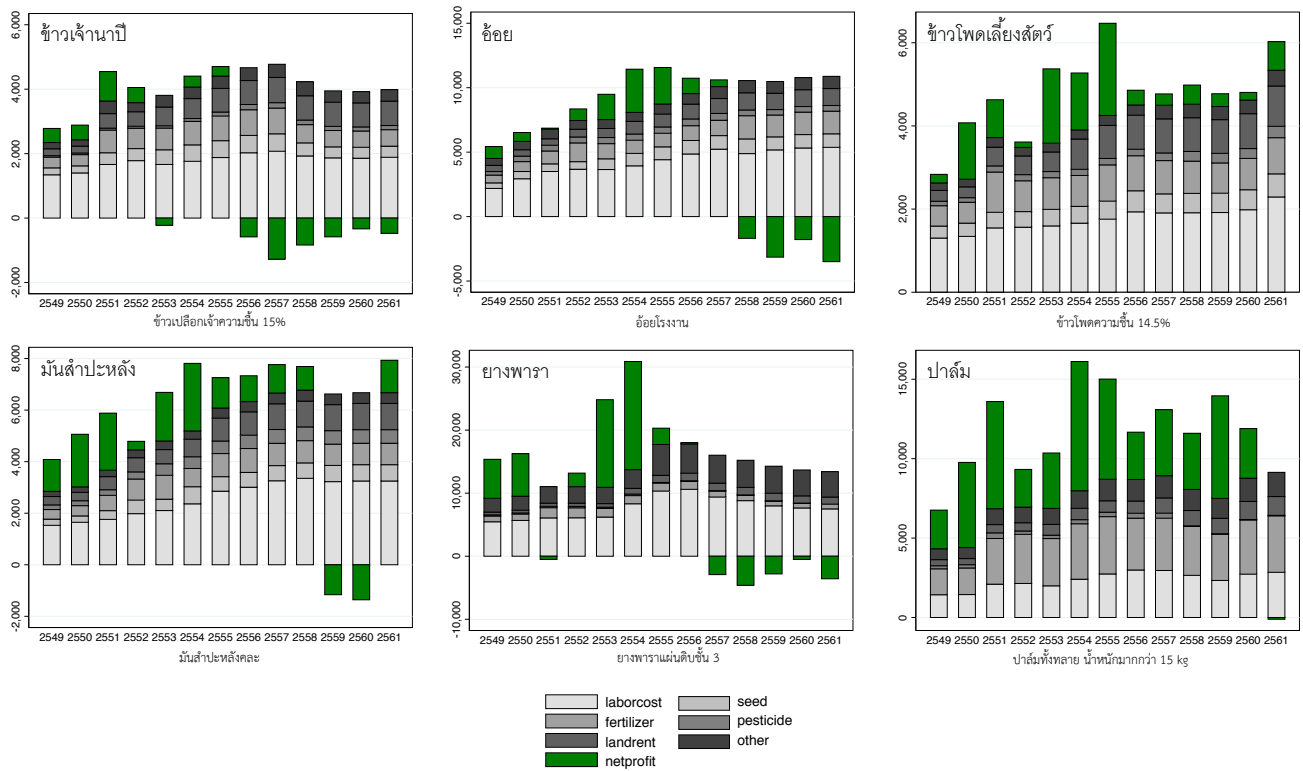 ข้าวเจ้านาปี
6,000
4,000
2,000
0
-2,000
2549 2550 2551 2552 2553 2554 2555 2556 2557 2558 2559 2560 2561
ข้าวเปลือกเจ้าความชื้น 15%
อ้อย
15,000
10,000
5,000
0
-5,000
2549 2550 2551 2552 2553 2554 2555 2556 2557 2558 2559 2560 2561
อ้อยโรงงาน
ข้าวโพดเลี้ยงสัตว์
6,000
4,000
2,000
0
2549 2550 2551 2552 2553 2554 2555 2556 2557 2558 2559 2560 2561
ข้าวโพดความชื้น 14.5%
มันสำปะหลัง
8,000
6,000
4,000
2,000
0
-2,000
2549 2550 2551 2552 2553 2554 2555 2556 2557 2558 2559 2560 2561
มันสำปะหลังคละ
ยางพารา
30,000
20,000
10,000
0
-10,000
2549 2550 2551 2552 2553 2554 2555 2556 2557 2558 2559 2560 2561
ยางพาราแผ่นดิบชั้น 3
ปาล์ม
15,000
10,000
5,000
0
2549 2550 2551 2552 2553 2554 2555 2556 2557 2558 2559 2560 2561
ปาล์มทั้งทลาย น้ำหนักมากกว่า 15 kg
laborcost seed
fertilizer pesticide
landrent other
netprofit